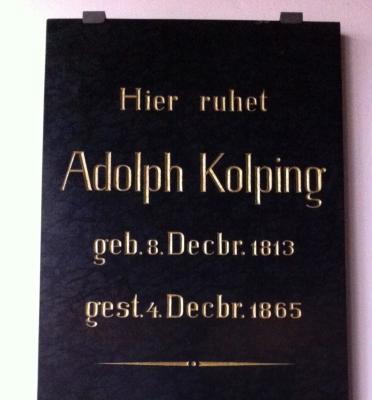 Hier ruhet
Adolph Kolping
geb. 8. Decbr. 1813
gest. 4. Decbr. 1865